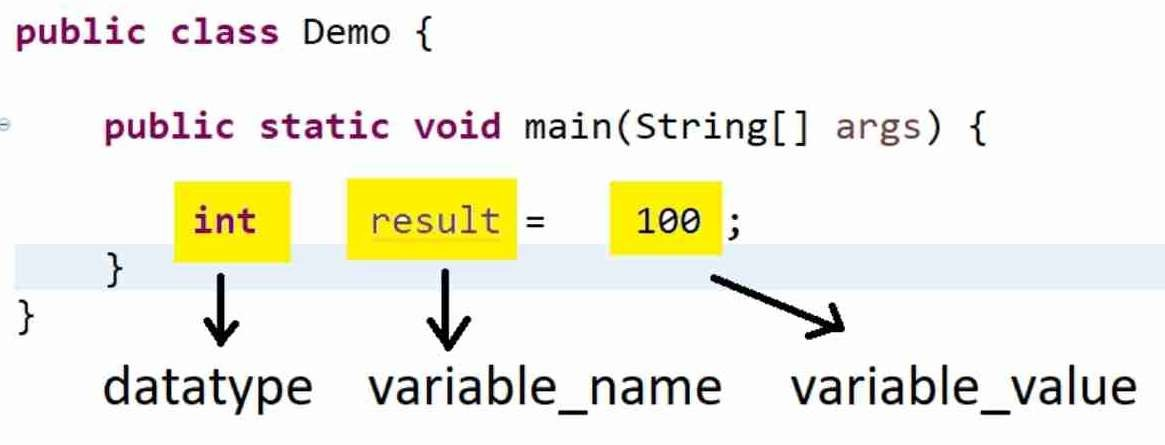 public class Demo {
public static void main(String[] args) {
int result = 100 ;
}
}
datatype variable_name variable_value